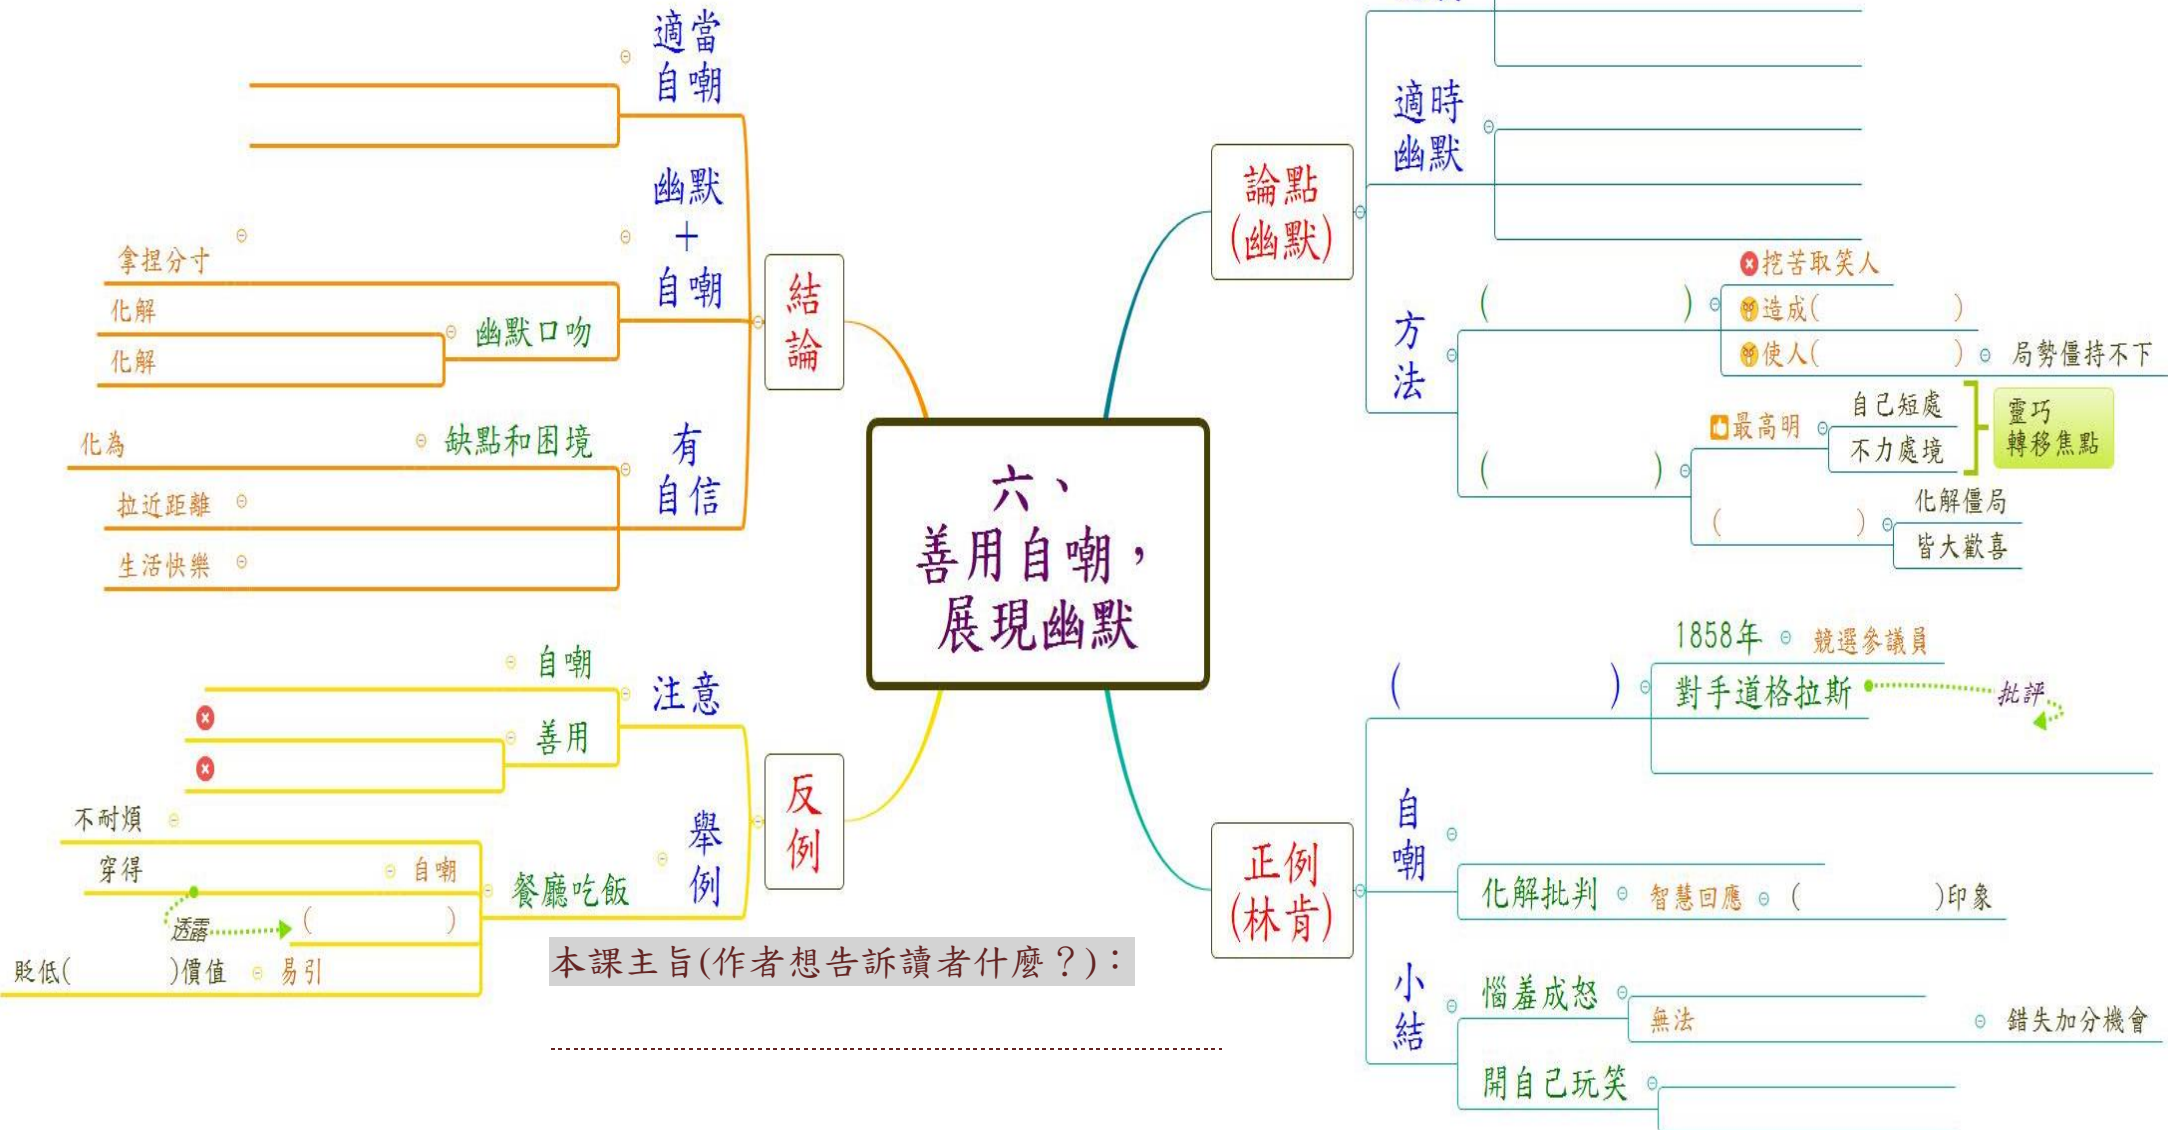 六、
善用自嘲，
展現幽默
論點
(幽默)
適時
幽默
方法
( )
挖苦取笑人
造成( )
使人( )
局勢僵持不下
( )
最高明
自己短處
不力處境
靈巧
轉移焦點
( )
化解僵局
皆大歡喜
正例
(林肯)
( )
1858年
競選參議員
對手道格拉斯
批評
自
嘲
化解批判
智慧回應
( )印象
小
結
惱羞成怒
無法
錯失加分機會
開自己玩笑
結
論
適當
自嘲
幽默
+
自嘲
拿捏分寸
幽默口吻
化解
化解
有
自信
缺點和困境
化為
拉近距離
生活快樂
反
例
注意
自嘲
善用
舉
例
餐廳吃飯
不耐煩
自嘲
穿得
透露
( )
易引
貶低( )價值
本課主旨(作者想告訴讀者什麼？)：